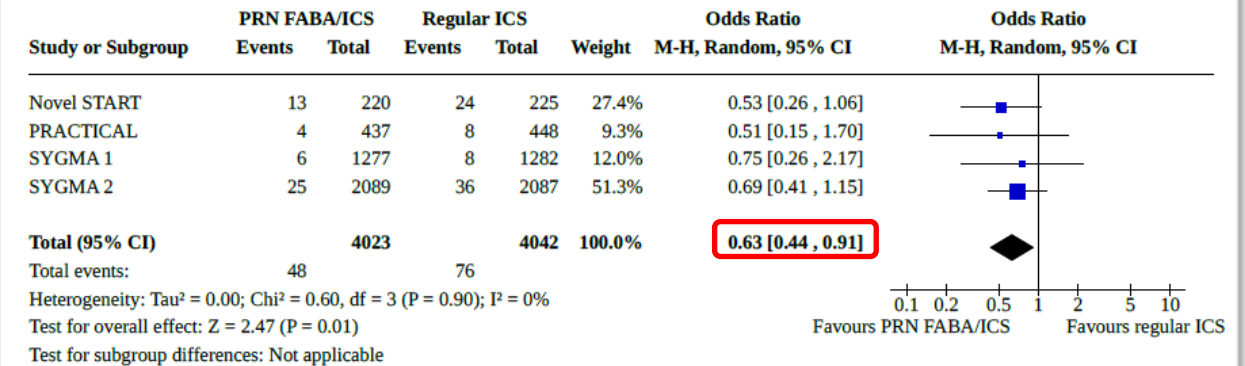 PRN FABA/ICS Regular ICS Odds Ratio Odds Ratio
Study or Subgroup Events Total Events Total Weight M-H, Random, 95% CI M-H, Random, 95% CI
Novel START 13 220 24 225 27.4% 0.53 [0.26 , 1.06]
PRACTICAL 4 437 8 448 9.3% 0.51 [0.15 , 1.70]
SYGMA 1 6 1277 8 1282 12.0% 0.75 [0.26 , 2.17]
SYGMA 2 25 2089 36 2087 51.3% 0.69 [0.41 , 1.15]
Total (95% CI) 4023 4042 100.0% 0.63 [0.44 , 0.91]
Total events: 48 76
Heterogeneity: Tau² = 0.00; Chi² = 0.60, df = 3 (P = 0.90); I² = 0%
0.1 0.2 0.5 1 2 5 10
Test for overall effect: Z = 2.47 (P = 0.01) Favours PRN FABA/ICS Favours regular ICS
Test for subgroup differences: Not applicable